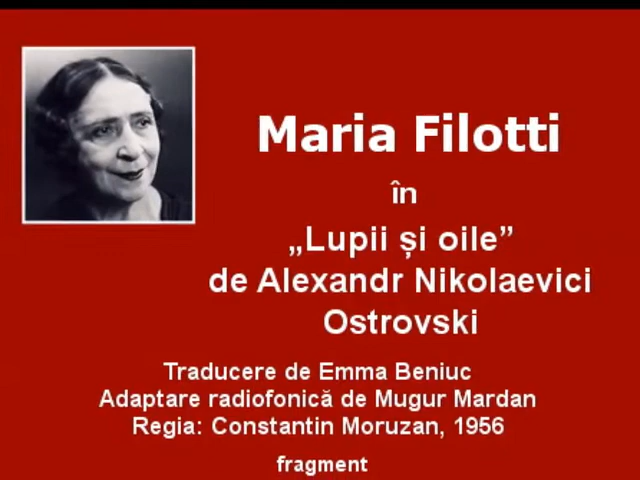 Maria Filotti
în
„Lupii și oile”
de Alexandr Nikolaevici
Ostrovski
Traducere de Emma Beniuc
Adaptare radiofonică de Mugur Mardan
Regia: Constantin Moruzan, 1956
fragment